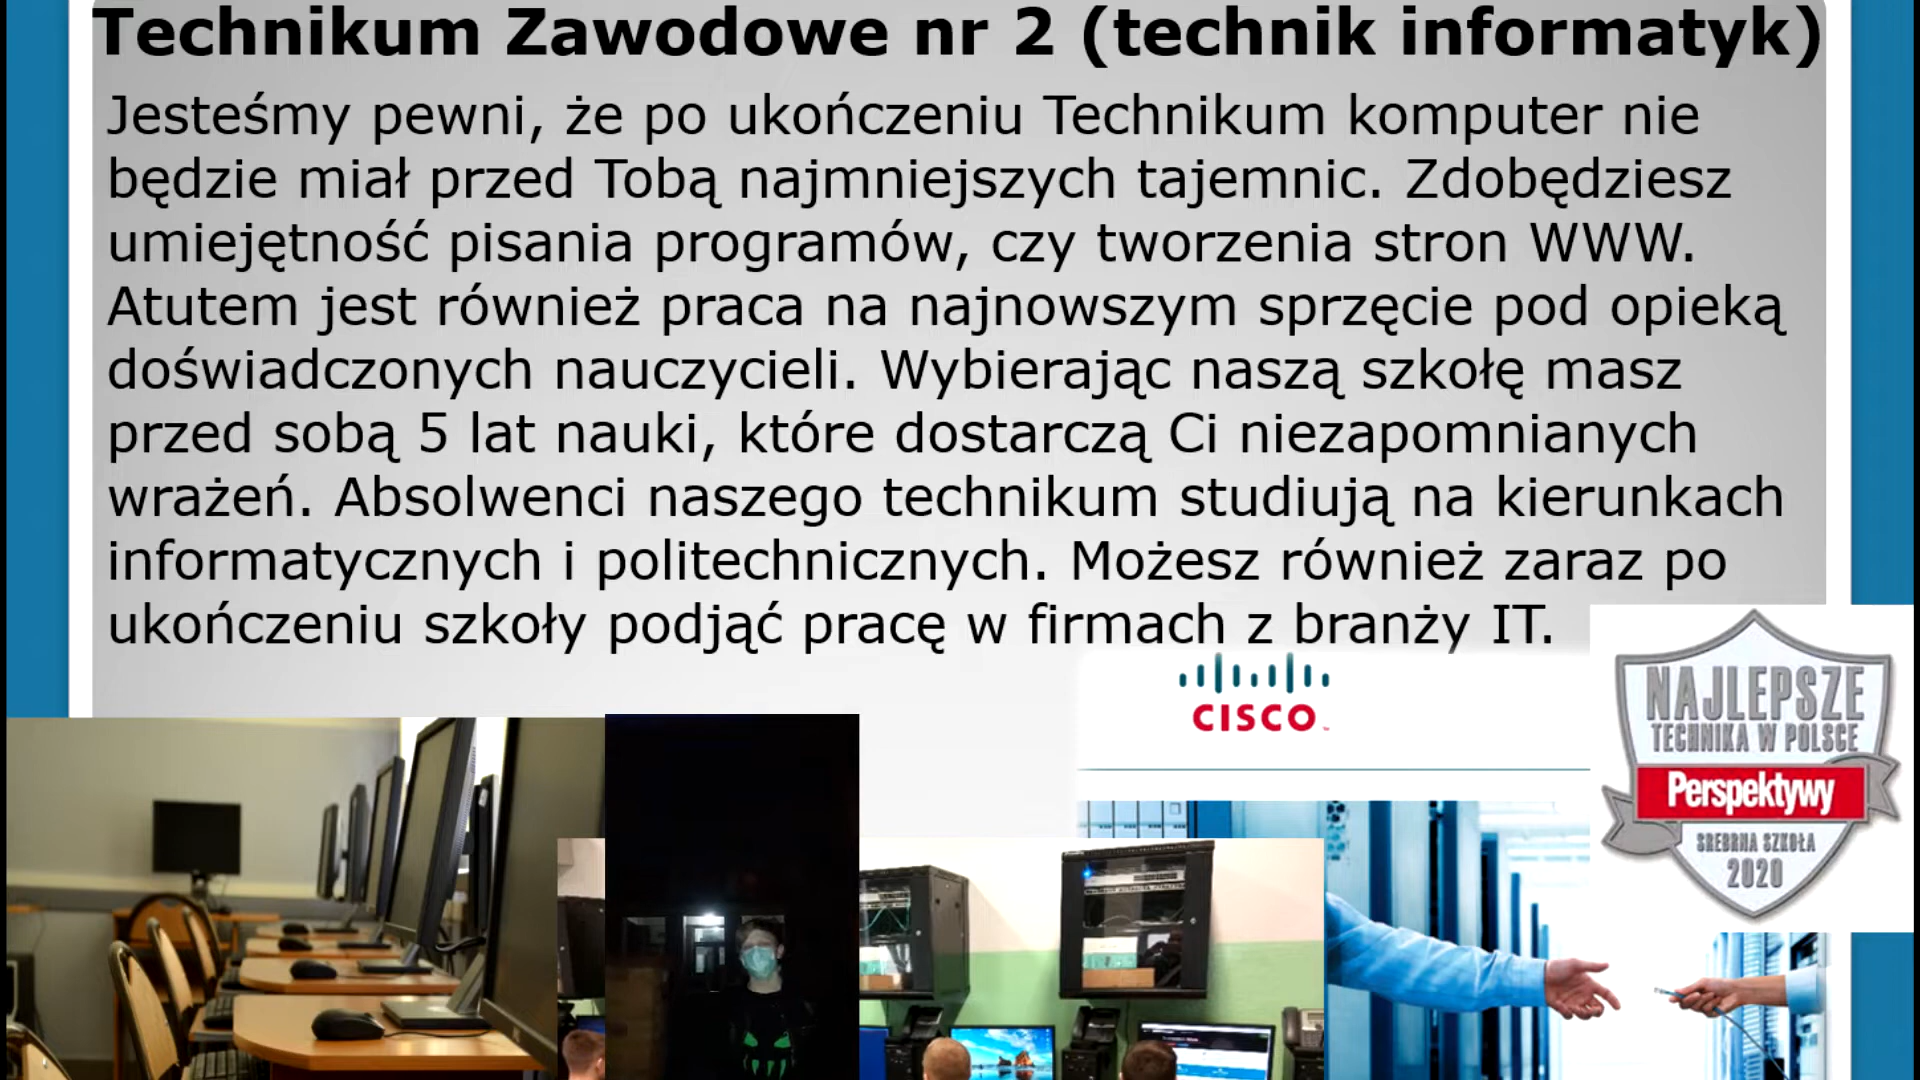 Technikum Zawodowe nr 2 (technik informatyk)
Jesteśmy pewni, że po ukończeniu Technikum komputer nie
będzie miał przed Tobą najmniejszych tajemnic. Zdobędziesz
umiejętność pisania programów, czy tworzenia stron WWW.
Atutem jest również praca na najnowszym sprzęcie pod opieką
doświadczonych nauczycieli. Wybierając naszą szkołę masz
przed sobą 5 lat nauki, które dostarczą Ci niezapomnianych
wrażeń. Absolwenci naszego technikum studiują na kierunkach
informatycznych i politechnicznych. Możesz również zaraz po
ukończeniu szkoły podjąć pracę w firmach z branży IT.
CISCO
NAJLEPSZE
TECHNIKA W POLSCE
Perspektywy
SREBRNA SZKOŁA
2020